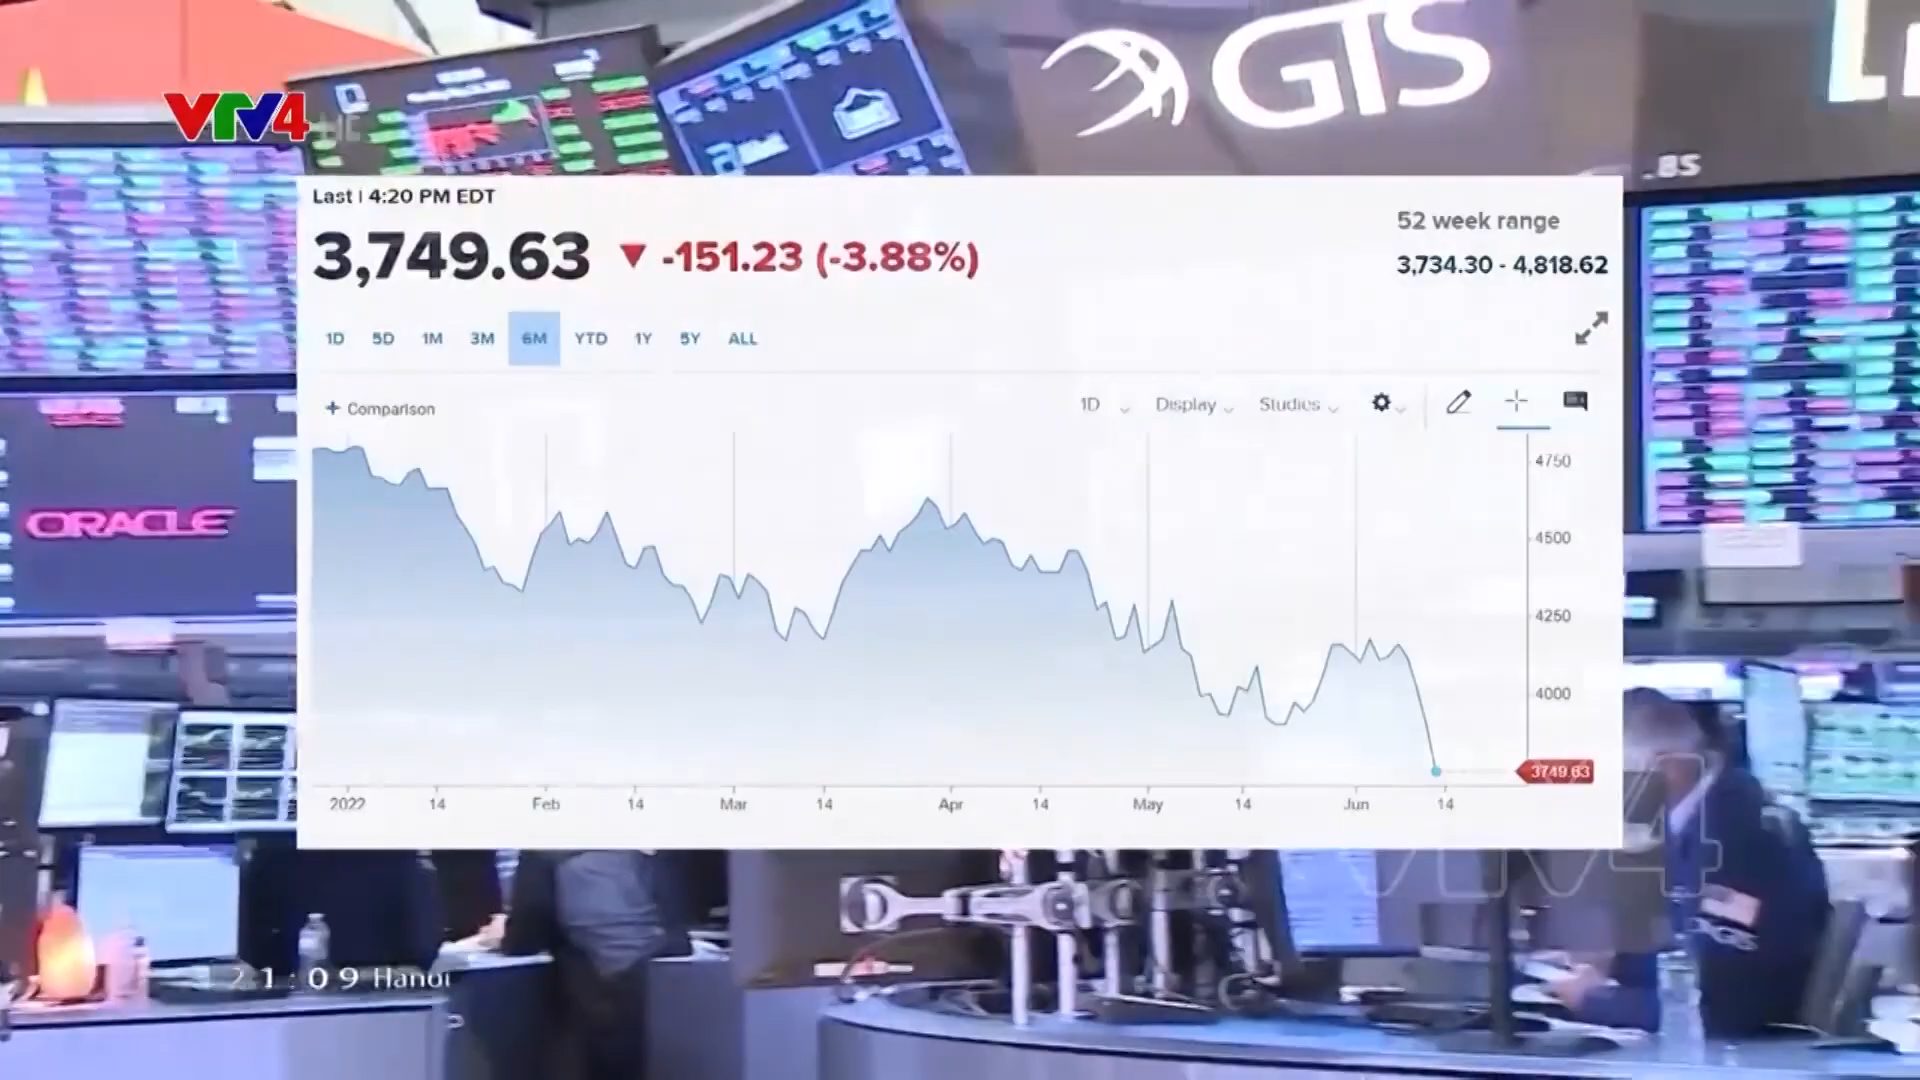 GTS
VTV4
.8S
Last | 4:20 PM EDT
3,749.63 ▼ -151.23 (-3.88%)
52 week range
3,734.30 - 4,818.62
1D 5D 1M 3M 6M YTD 1Y 5Y ALL
+ Comparison
1D Display Studies
4750
4500
4250
4000
3749.63
2022 14 Feb 14 Mar 14 Apr 14 May 14 Jun 14
ORACLE
VTV4
GTS
21:09 Hanoi